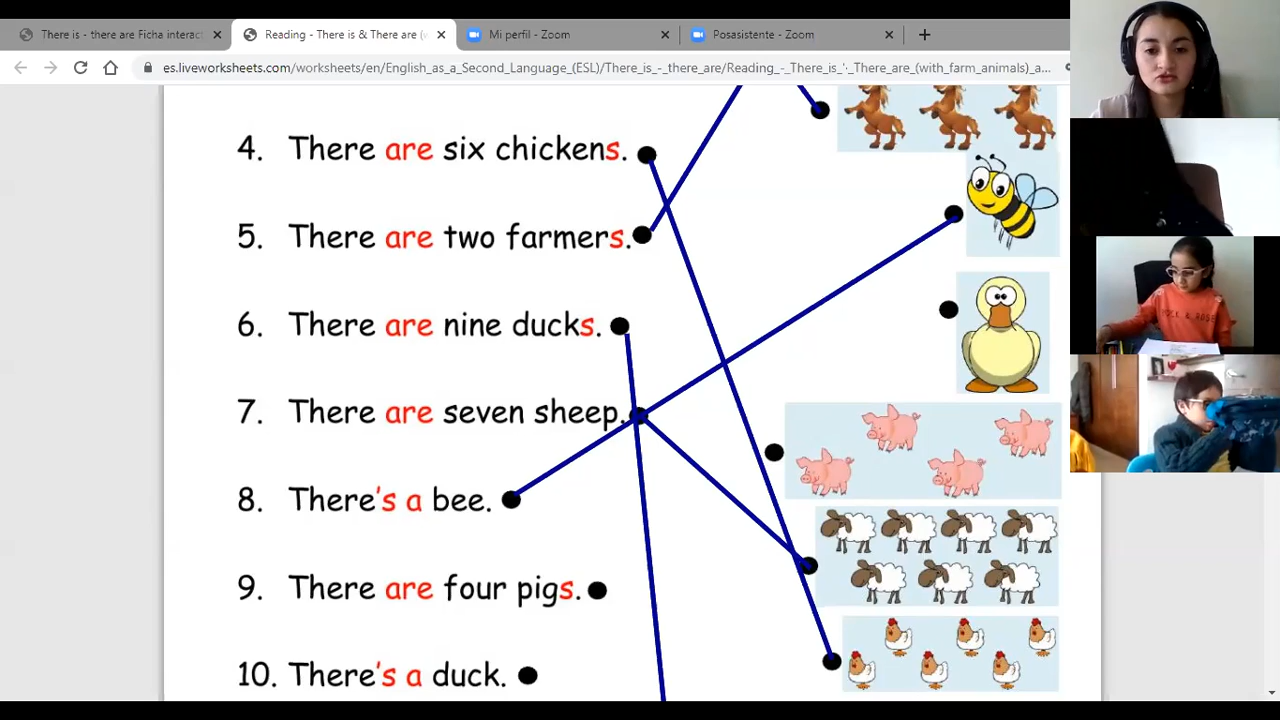 There is - there are Ficha interac
Reading - There is & There are (w
Mi perfil - Zoom
Posasistente - Zoom
es.liveworksheets.com/worksheets/en/English_as_a_Second_Language_(ESL)/There_is_-_there_are/Reading_-_There_is_'-_There_are_(with_farm_animals)_a...
4. There are six chickens.
5. There are two farmers.
6. There are nine ducks.
7. There are seven sheep.
8. There's a bee.
9. There are four pigs.
10. There's a duck.